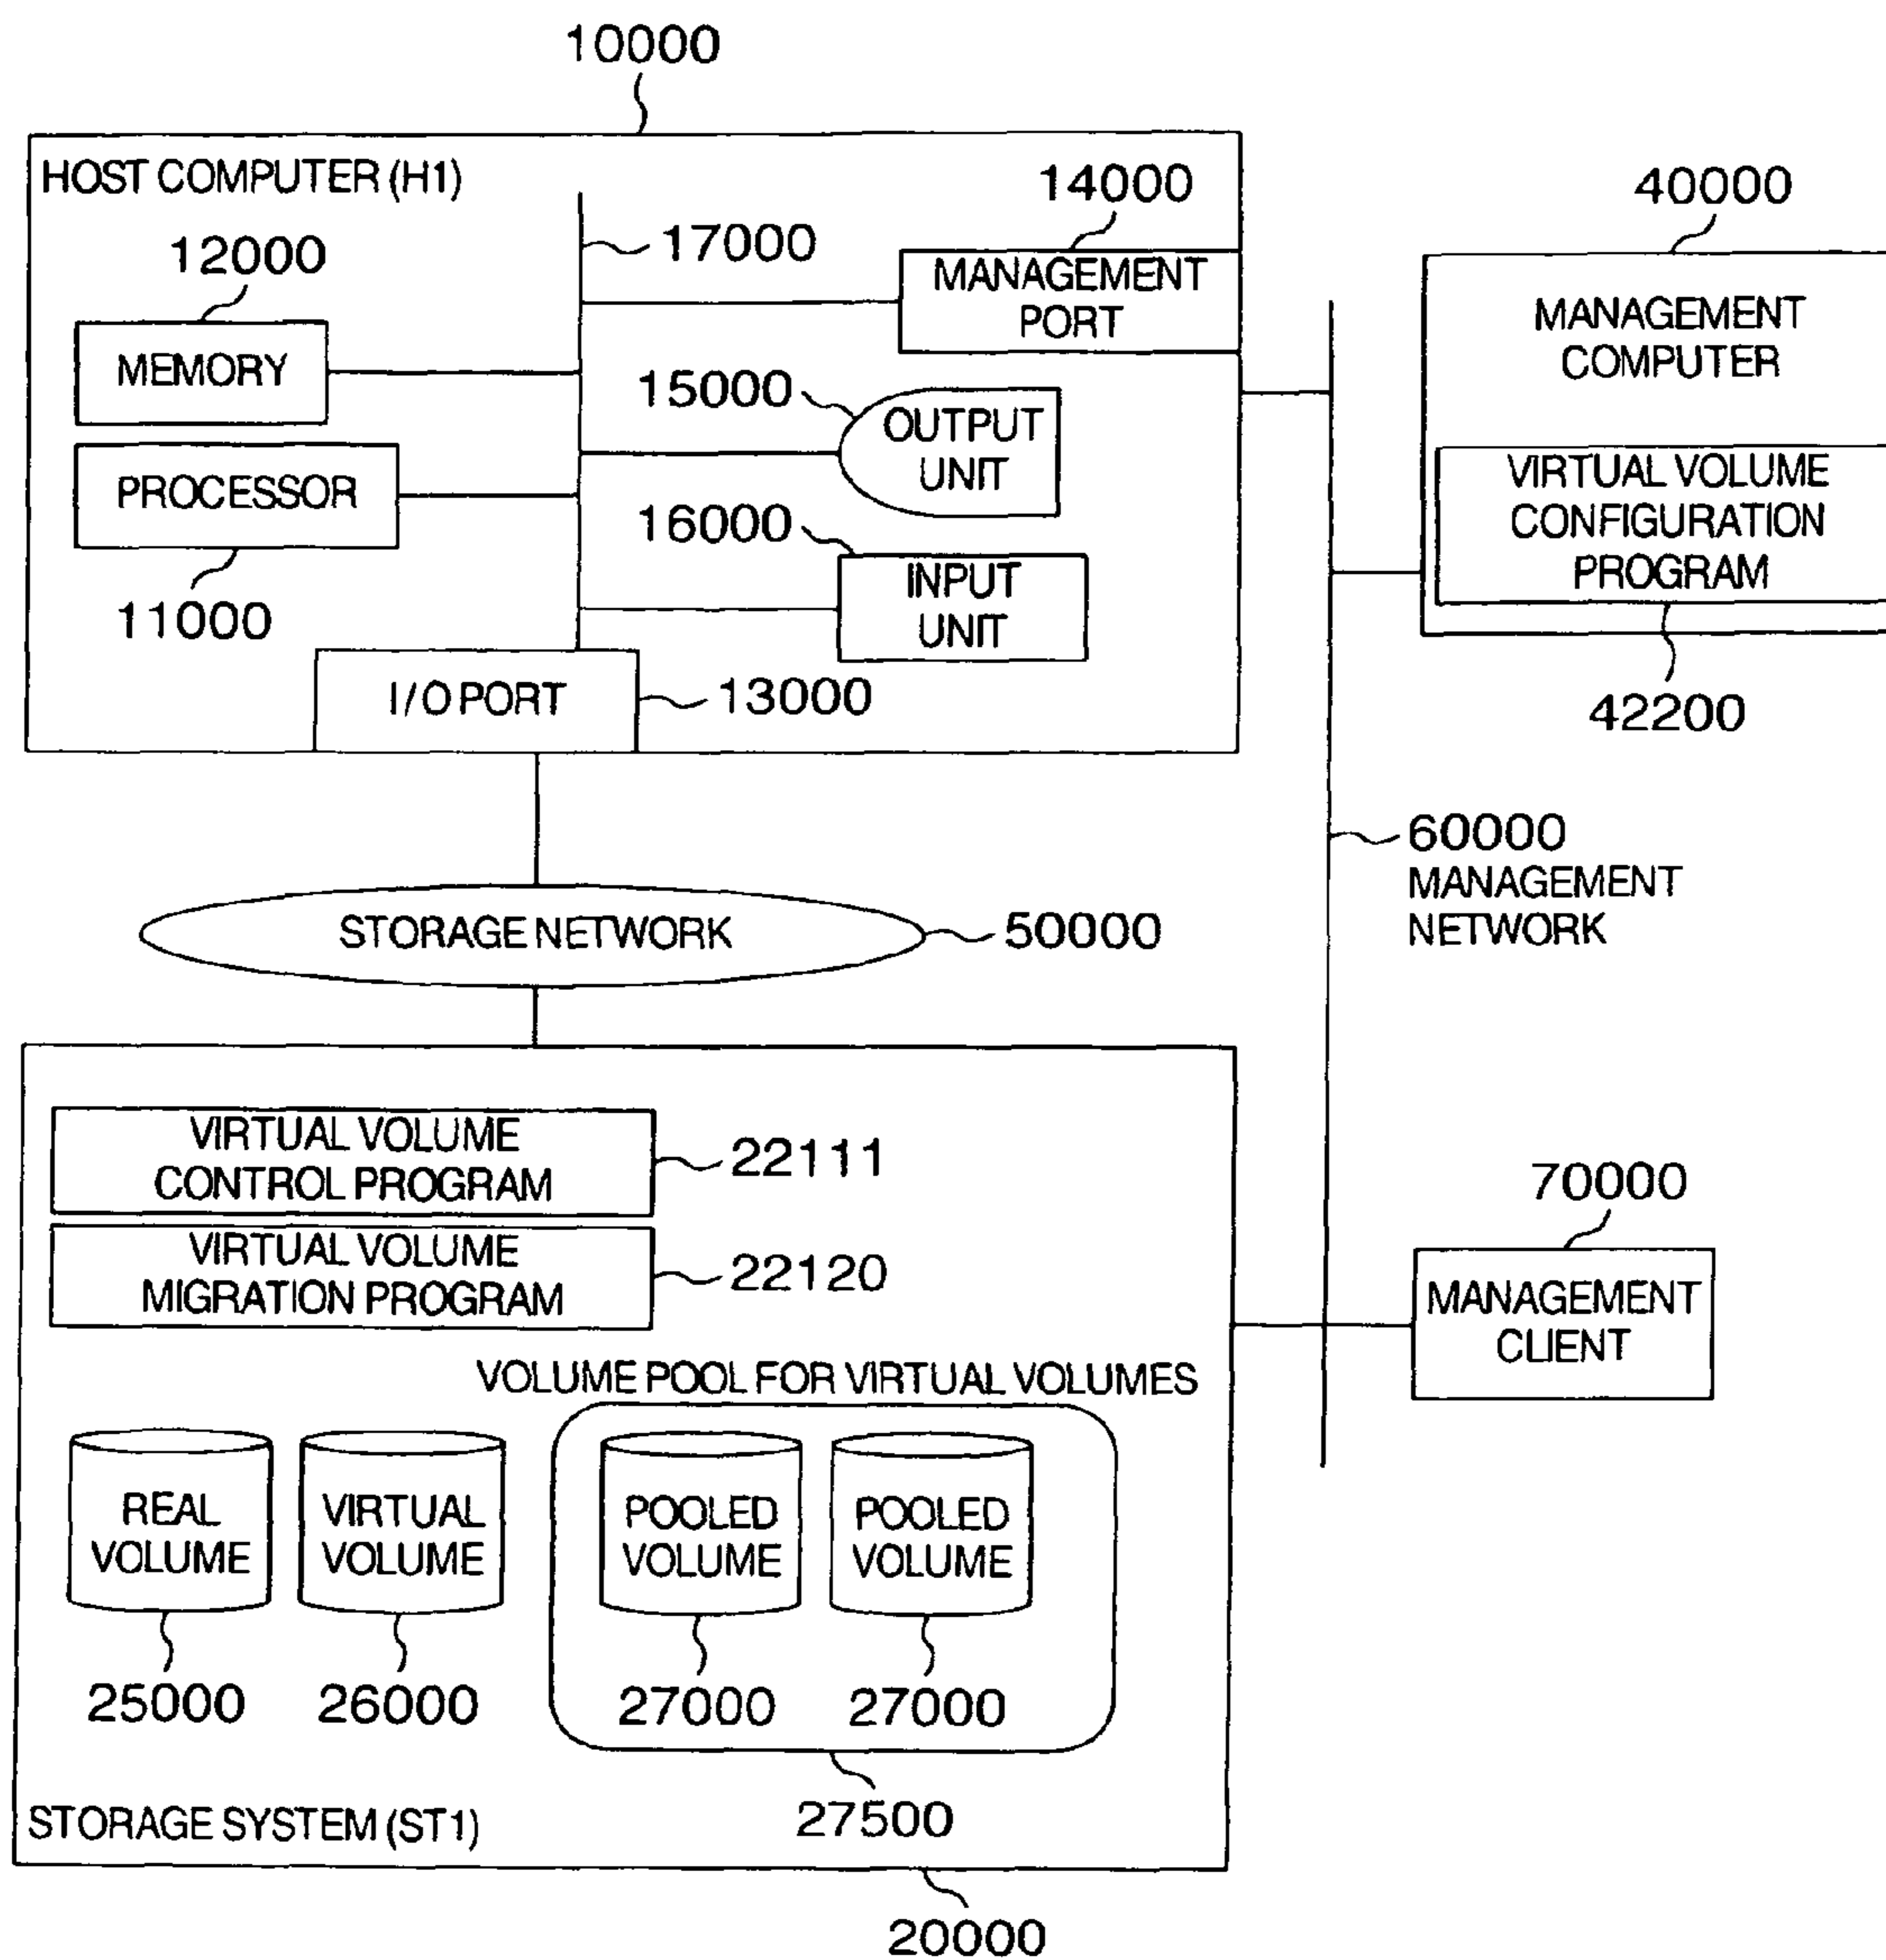 10000
HOST COMPUTER (H1)
12000
17000
14000
MANAGEMENT
PORT
MEMORY
15000
OUTPUT
UNIT
PROCESSOR
16000
INPUT
UNIT
11000
I/O PORT
13000
40000
MANAGEMENT
COMPUTER
VIRTUAL VOLUME
CONFIGURATION
PROGRAM
42200
60000
MANAGEMENT
NETWORK
STORAGE NETWORK
50000
VIRTUAL VOLUME
CONTROL PROGRAM
22111
VIRTUAL VOLUME
MIGRATION PROGRAM
22120
70000
MANAGEMENT
CLIENT
VOLUME POOL FOR VIRTUAL VOLUMES
REAL
VOLUME
VIRTUAL
VOLUME
POOLED
VOLUME
POOLED
VOLUME
25000
26000
27000
27000
27500
STORAGE SYSTEM (ST1)
20000